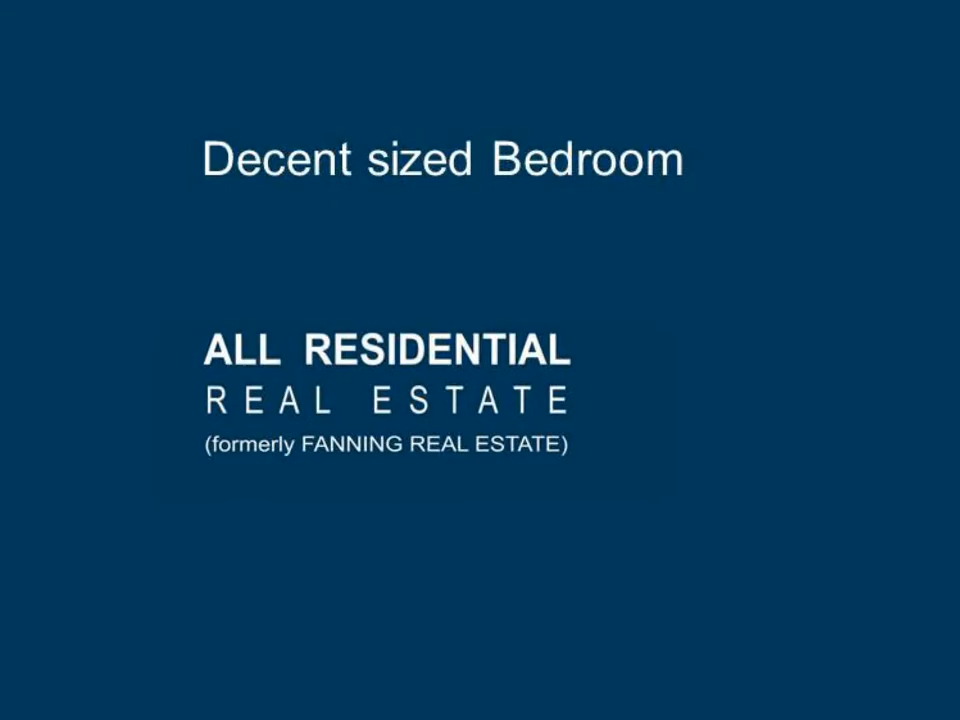 Decent sized Bedroom
ALL RESIDENTIAL
REAL ESTATE
(formerly FANNING REAL ESTATE)